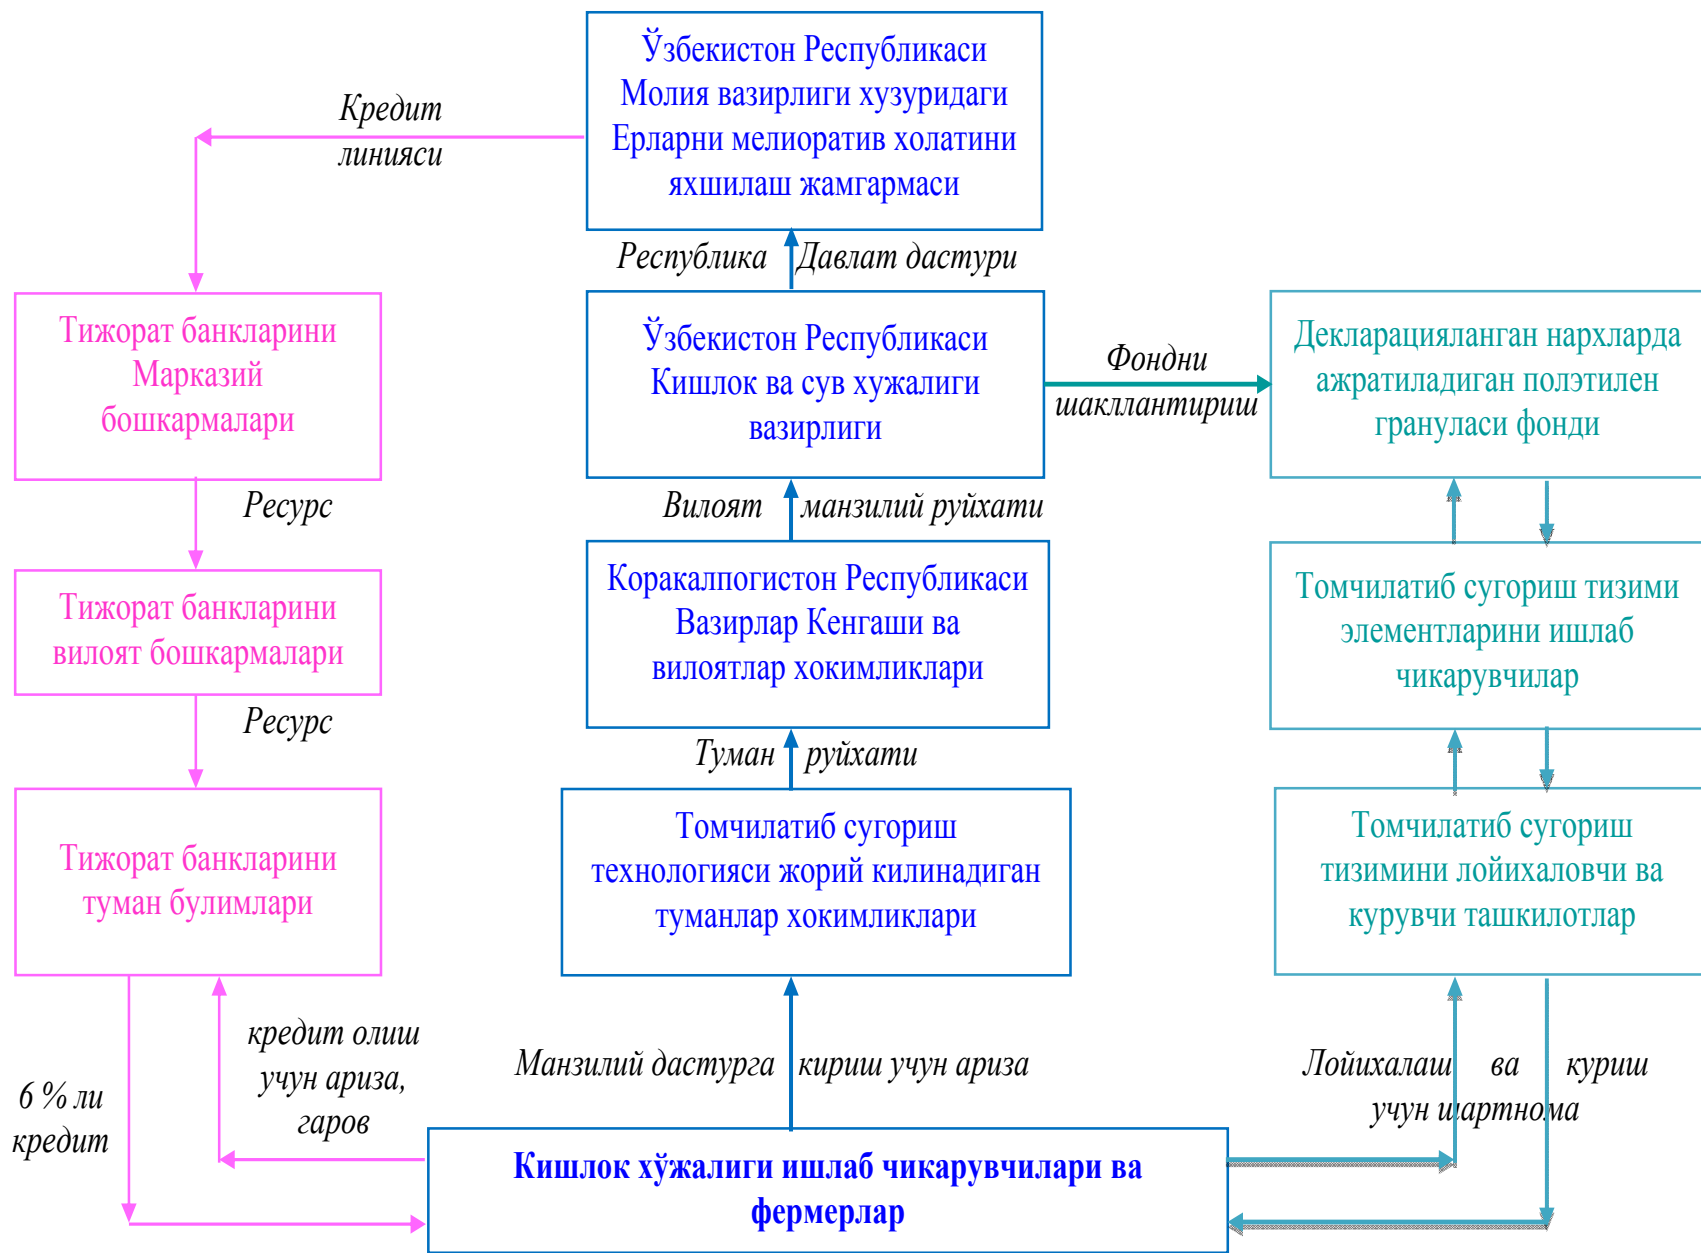 Ўзбекистон Республикаси
Молия вазирлиги хузуридаги
Ерларни мелиоратив холатини
яхшилаш жамгармаси
Кредит
линияси
Республика Давлат дастури
Тижорат банкларини
Марказий
бошкармалари
Ўзбекистон Республикаси
Кишлок ва сув хужалиги
вазирлиги
Фондни
шакллантириш
Декларацияланган нархларда
ажратиладиган полэтилен
грануласи фонди
Ресурс
Вилоят манзилий руйхати
Тижорат банкларини
вилоят бошкармалари
Коракалпогистон Республикаси
Вазирлар Кенгаши ва
вилоятлар хокимликлари
Томчилатиб сугориш тизими
элементларини ишлаб
чикарувчилар
Ресурс
Туман руйхати
Тижорат банкларини
туман булимлари
Томчилатиб сугориш
технологияси жорий килинадиган
туманлар хокимликлари
Томчилатиб сугориш
тизимини лойихаловчи ва
курувчи ташкилотлар
6 % ли
кредит
кредит олиш
учун ариза,
гаров
Манзилий дастурга кириш учун ариза
Лойихалаш ва куриш
учун шартнома
Кишлок хўжалиги ишлаб чикарувчилари ва
фермерлар